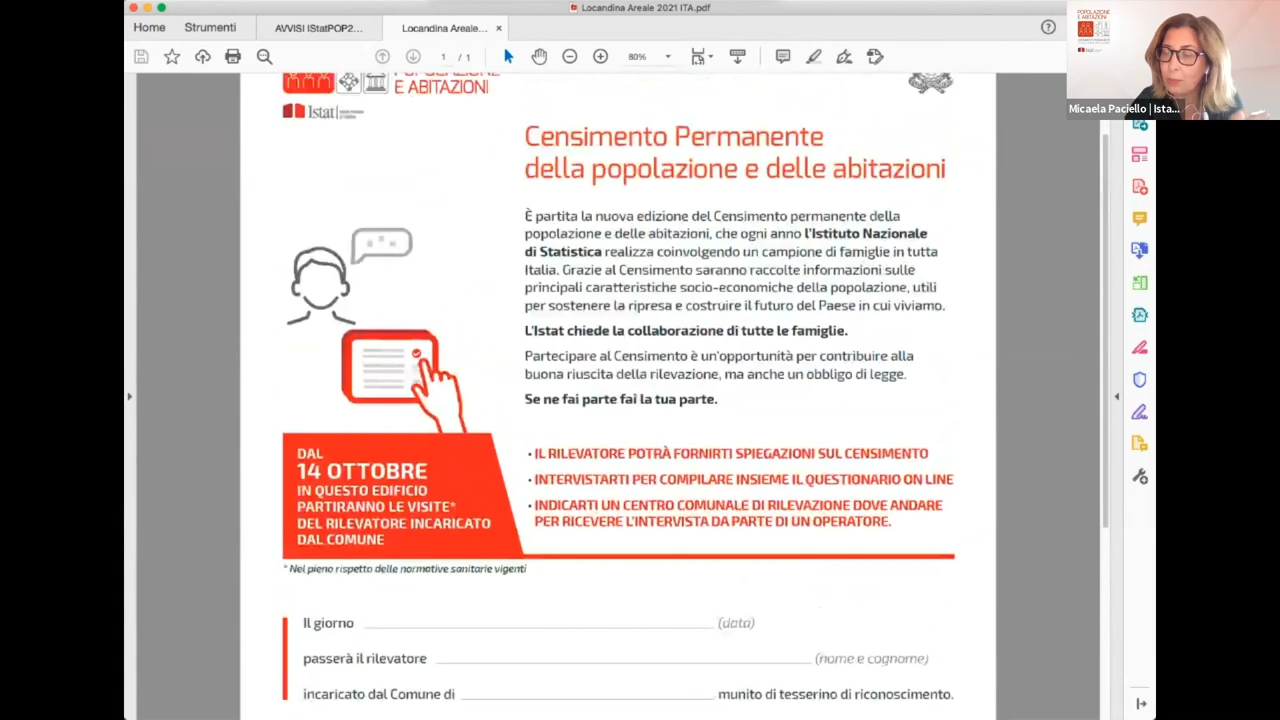 Locandina Areale 2021 ITA.pdf
Home
Strumenti
AVVISI IStatPOP2...
Locandina Areale...
×
1 / 1
80%
POPOLAZIONE
E ABITAZIONI
Micaela Paciello | Ista...
POPOLAZIONE
E ABITAZIONI
Istat
Censimento Permanente
della popolazione e delle abitazioni
È partita la nuova edizione del Censimento permanente della
popolazione e delle abitazioni, che ogni anno l'Istituto Nazionale
di Statistica realizza coinvolgendo un campione di famiglie in tutta
Italia. Grazie al Censimento saranno raccolte informazioni sulle
principali caratteristiche socio-economiche della popolazione, utili
per sostenere la ripresa e costruire il futuro del Paese in cui viviamo.
L'Istat chiede la collaborazione di tutte le famiglie.
Partecipare al Censimento è un'opportunità per contribuire alla
buona riuscita della rilevazione, ma anche un obbligo di legge.
Se ne fai parte fai la tua parte.
DAL
14 OTTOBRE
IN QUESTO EDIFICIO
PARTIRANNO LE VISITE*
DEL RILEVATORE INCARICATO
DAL COMUNE
• IL RILEVATORE POTRÀ FORNIRTI SPIEGAZIONI SUL CENSIMENTO
• INTERVISTARTI PER COMPILARE INSIEME IL QUESTIONARIO ON LINE
• INDICARTI UN CENTRO COMUNALE DI RILEVAZIONE DOVE ANDARE
PER RICEVERE L'INTERVISTA DA PARTE DI UN OPERATORE.
* Nel pieno rispetto delle normative sanitarie vigenti
Il giorno (data)
passerà il rilevatore (nome e cognome)
incaricato dal Comune di munito di tesserino di riconoscimento.